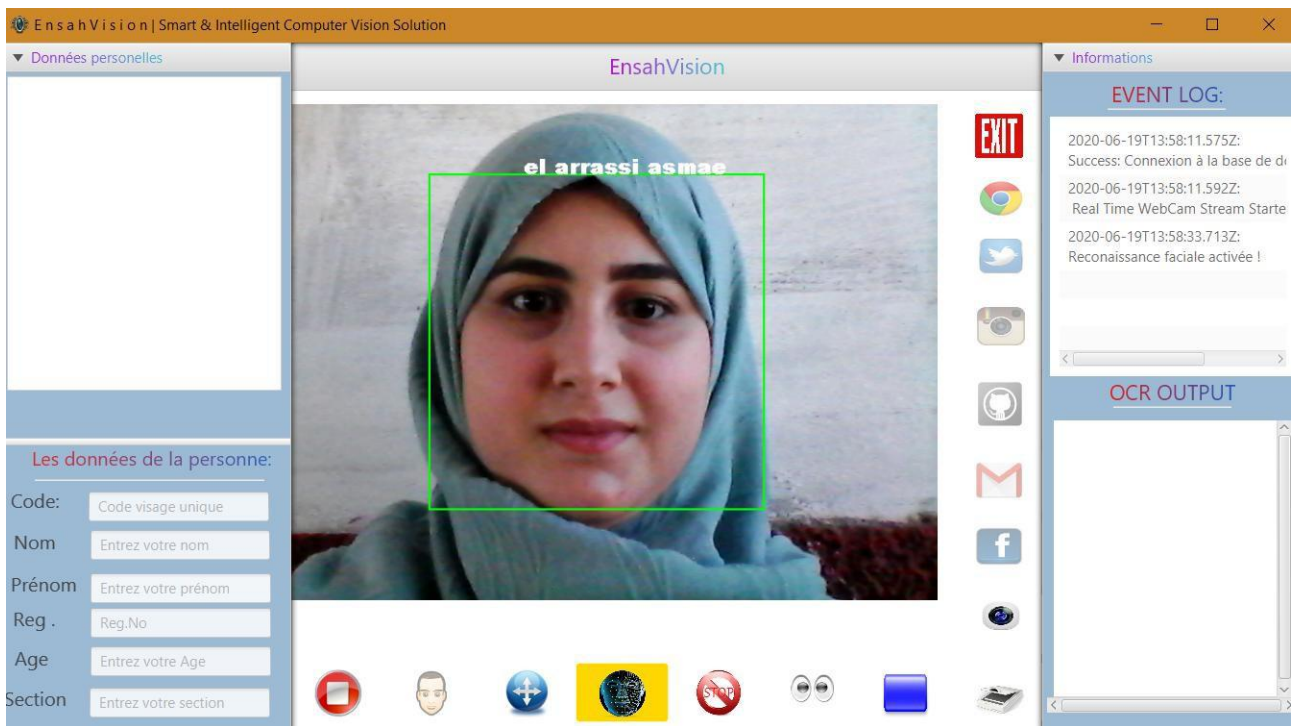 EnsahVision | Smart & Intelligent Computer Vision Solution
Données personelles
EnsahVision
Informations
el arrassi asmae
EXIT
EVENT LOG:
2020-06-19T13:58:11.575Z:
Success: Connexion à la base de
2020-06-19T13:58:11.592Z:
Real Time WebCam Stream Starte
2020-06-19T13:58:33.713Z:
Reconaissance faciale activée !
OCR OUTPUT
Les données de la personne:
Code: Code visage unique
Nom Entrez votre nom
Prénom Entrez votre prénom
Reg . Reg.No
Age Entrez votre Age
Section Entrez votre section
STOP